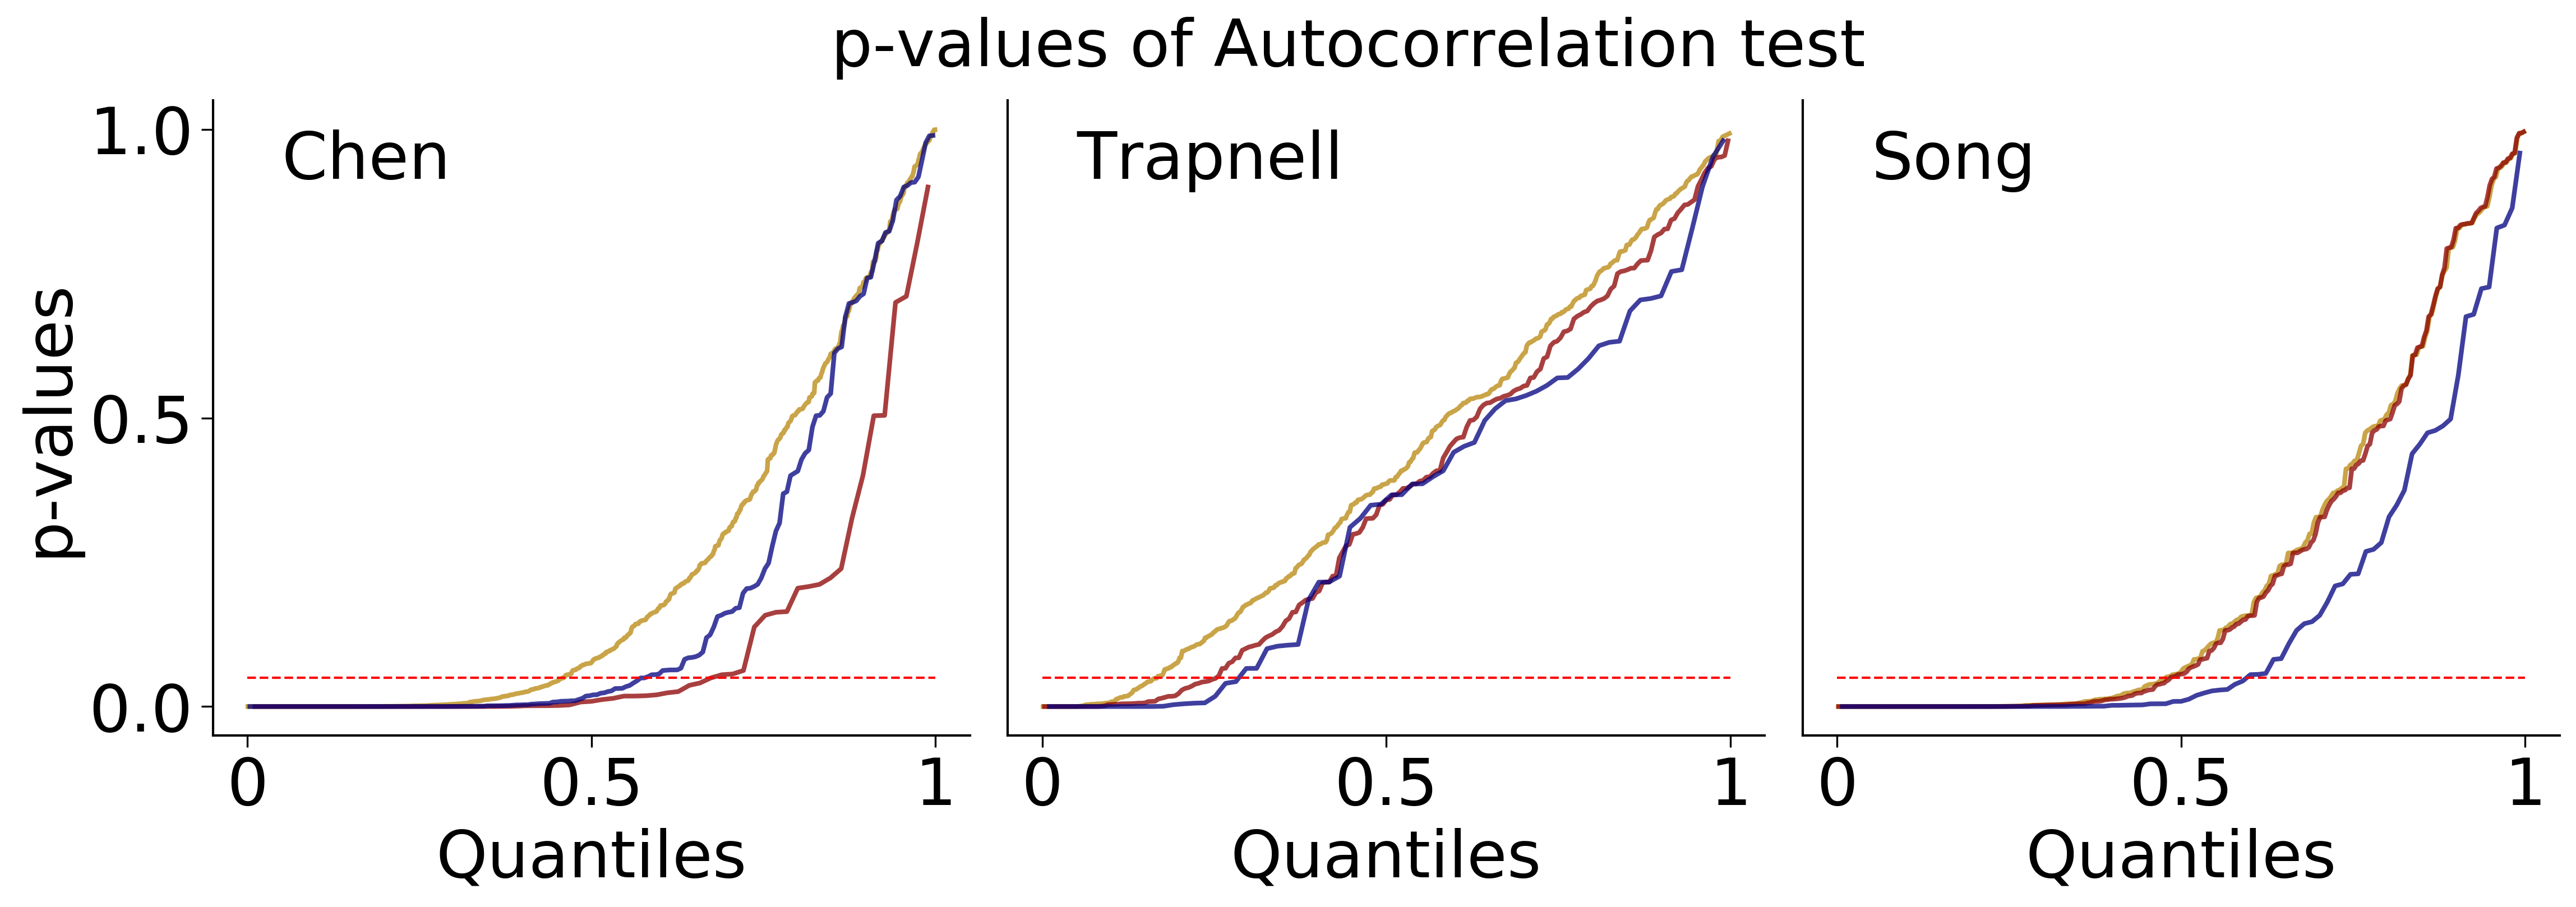 p-values of Autocorrelation test
Chen
Trapnell
Song
p-values
1.0
0.5
0.0
0 0.5 1
0 0.5 1
0 0.5 1
Quantiles
Quantiles
Quantiles